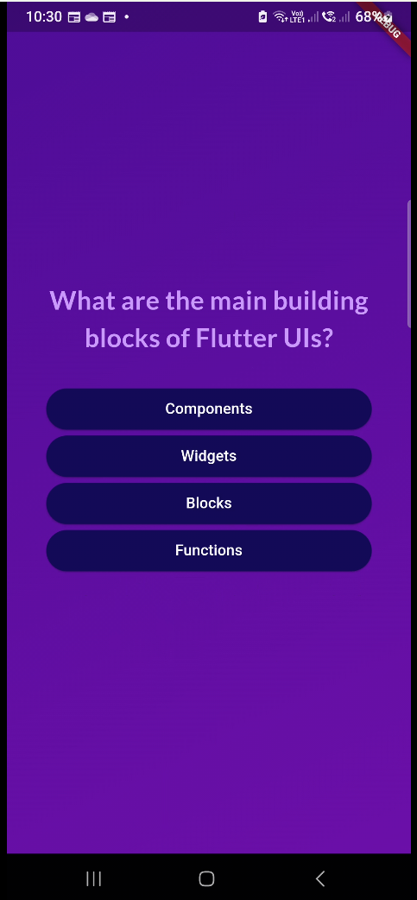 10:30
Vo)) LTE1 68%
DEBUG
What are the main building
blocks of Flutter UIs?
Components
Widgets
Blocks
Functions